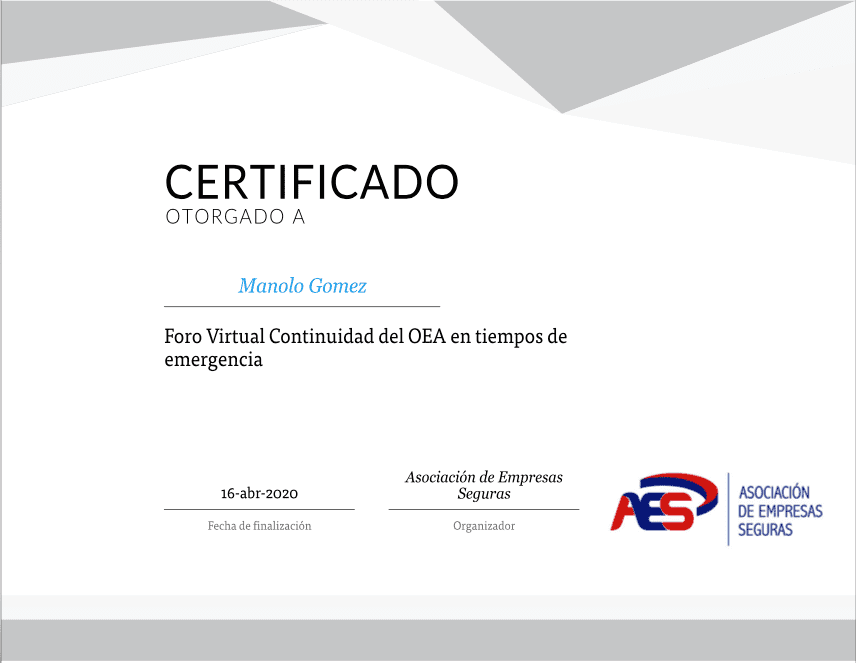 CERTIFICADO
OTORGADO A
Manolo Gomez
Foro Virtual Continuidad del OEA en tiempos de
emergencia
16-abr-2020
Fecha de finalización
Asociación de Empresas
Seguras
Organizador
AES
ASOCIACIÓN
DE EMPRESAS
SEGURAS